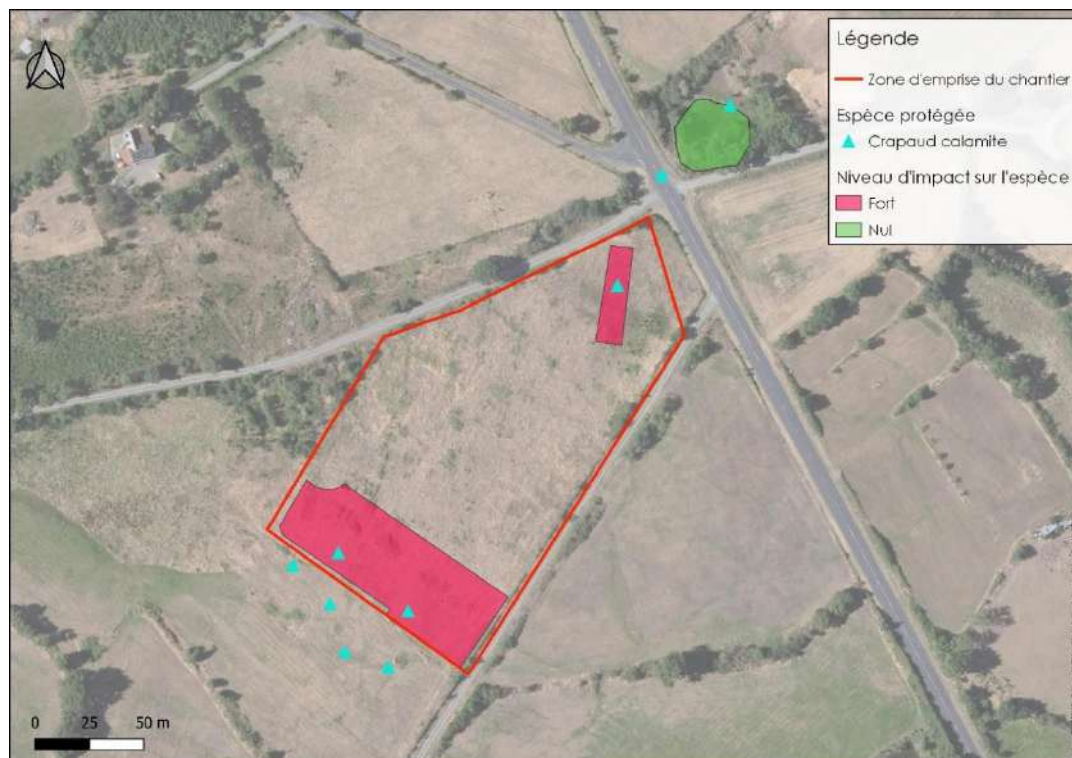 Légende
Zone d'emprise du chantier
Espèce protégée
Crapaud calamite
Niveau d'impact sur l'espèce
Fort
Nul
0 25 50 m